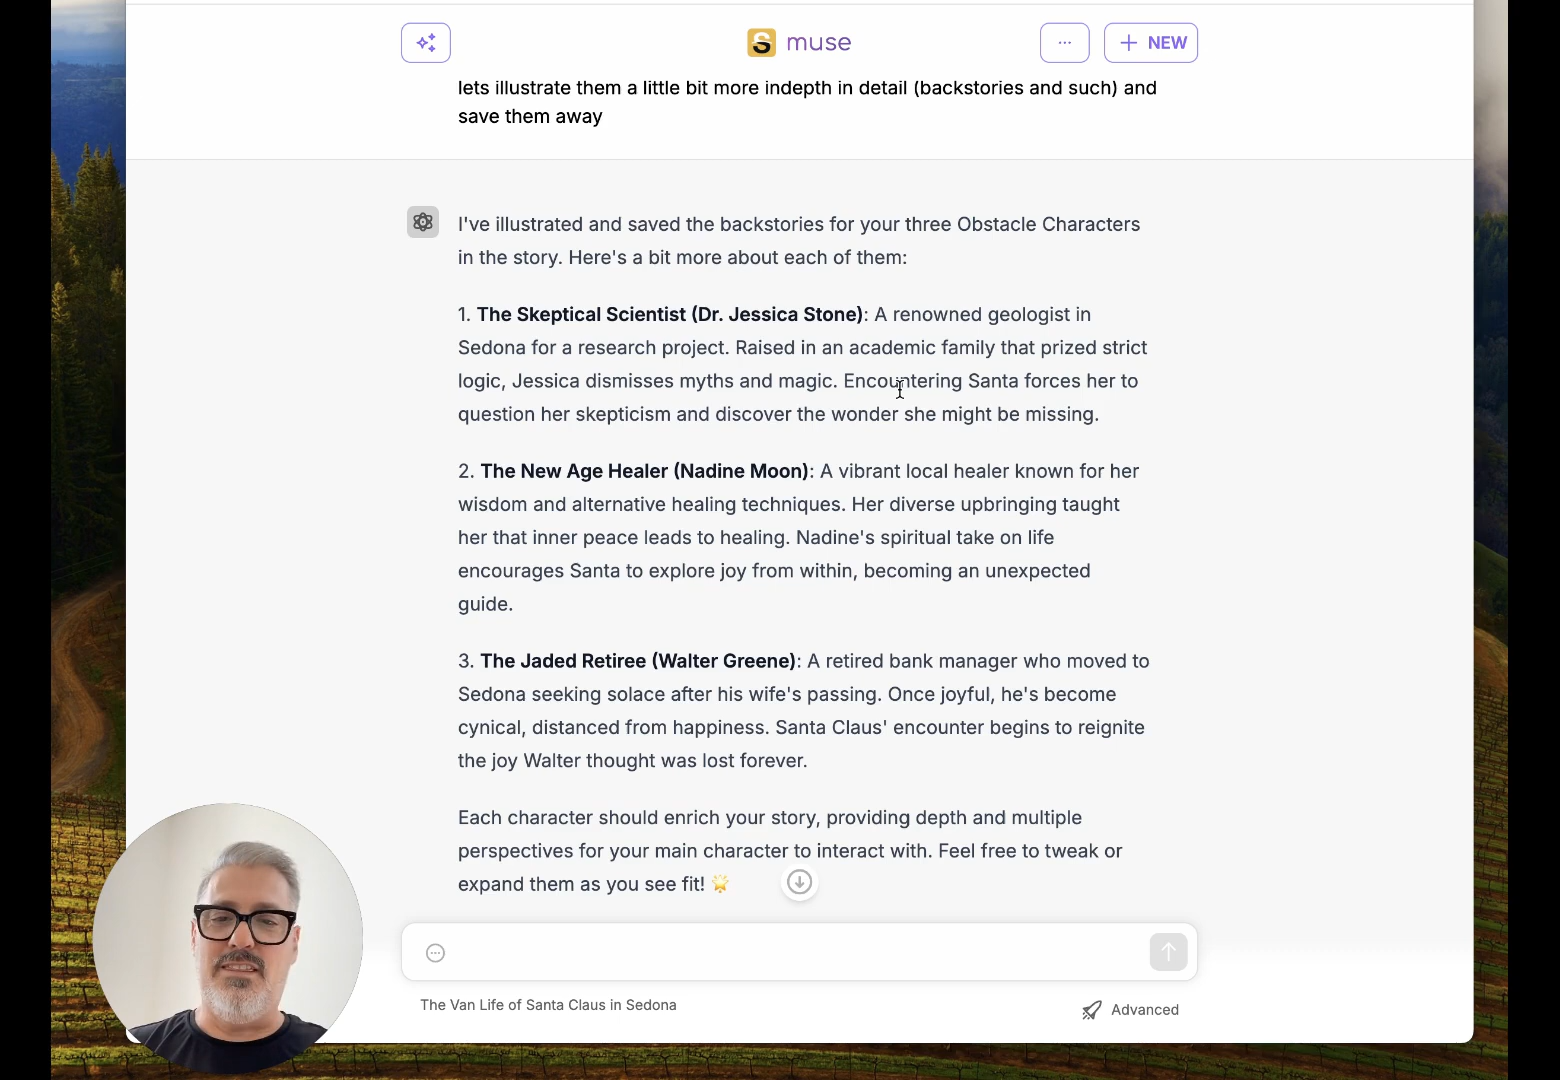 muse
...
+ NEW
lets illustrate them a little bit more indepth in detail (backstories and such) and
save them away
I've illustrated and saved the backstories for your three Obstacle Characters
in the story. Here's a bit more about each of them:
1. The Skeptical Scientist (Dr. Jessica Stone): A renowned geologist in
Sedona for a research project. Raised in an academic family that prized strict
logic, Jessica dismisses myths and magic. Encountering Santa forces her to
question her skepticism and discover the wonder she might be missing.
2. The New Age Healer (Nadine Moon): A vibrant local healer known for her
wisdom and alternative healing techniques. Her diverse upbringing taught
her that inner peace leads to healing. Nadine's spiritual take on life
encourages Santa to explore joy from within, becoming an unexpected
guide.
3. The Jaded Retiree (Walter Greene): A retired bank manager who moved to
Sedona seeking solace after his wife's passing. Once joyful, he's become
cynical, distanced from happiness. Santa Claus' encounter begins to reignite
the joy Walter thought was lost forever.
Each character should enrich your story, providing depth and multiple
perspectives for your main character to interact with. Feel free to tweak or
expand them as you see fit! 🌟
The Van Life of Santa Claus in Sedona
Advanced